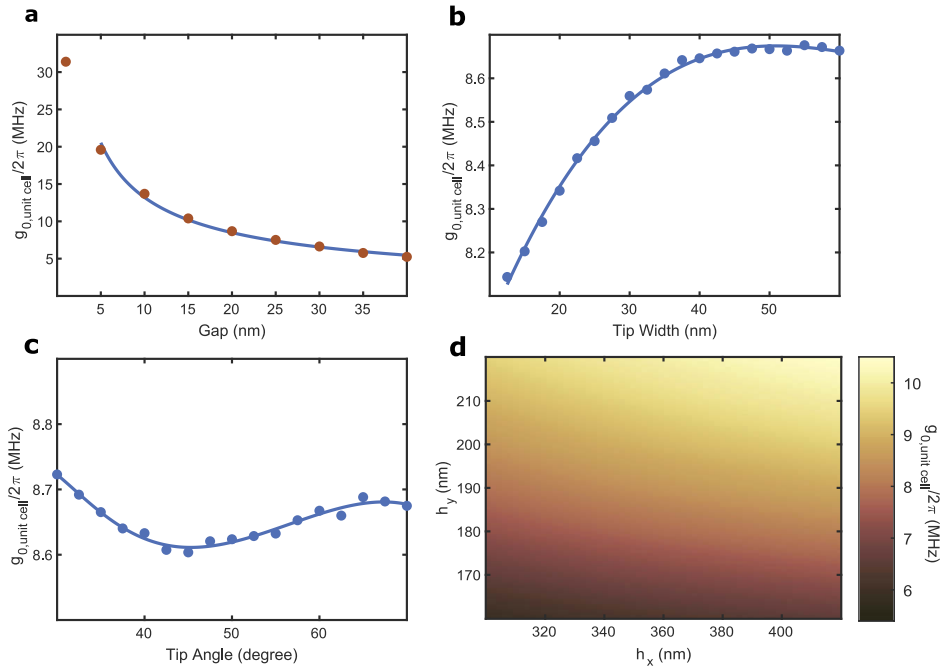 a
g0,unit cell/2π (MHz)
30
25
20
15
10
5
5 10 15 20 25 30 35
Gap (nm)
b
g0,unit cell/2π (MHz)
8.6
8.5
8.4
8.3
8.2
20 30 40 50
Tip Width (nm)
c
g0,unit cell/2π (MHz)
8.8
8.7
8.6
40 50 60
Tip Angle (degree)
d
hy (nm)
210
200
190
180
170
160
320 340 360 380 400
hx (nm)
10
9
8
7
6
g0,unit cell/2π (MHz)